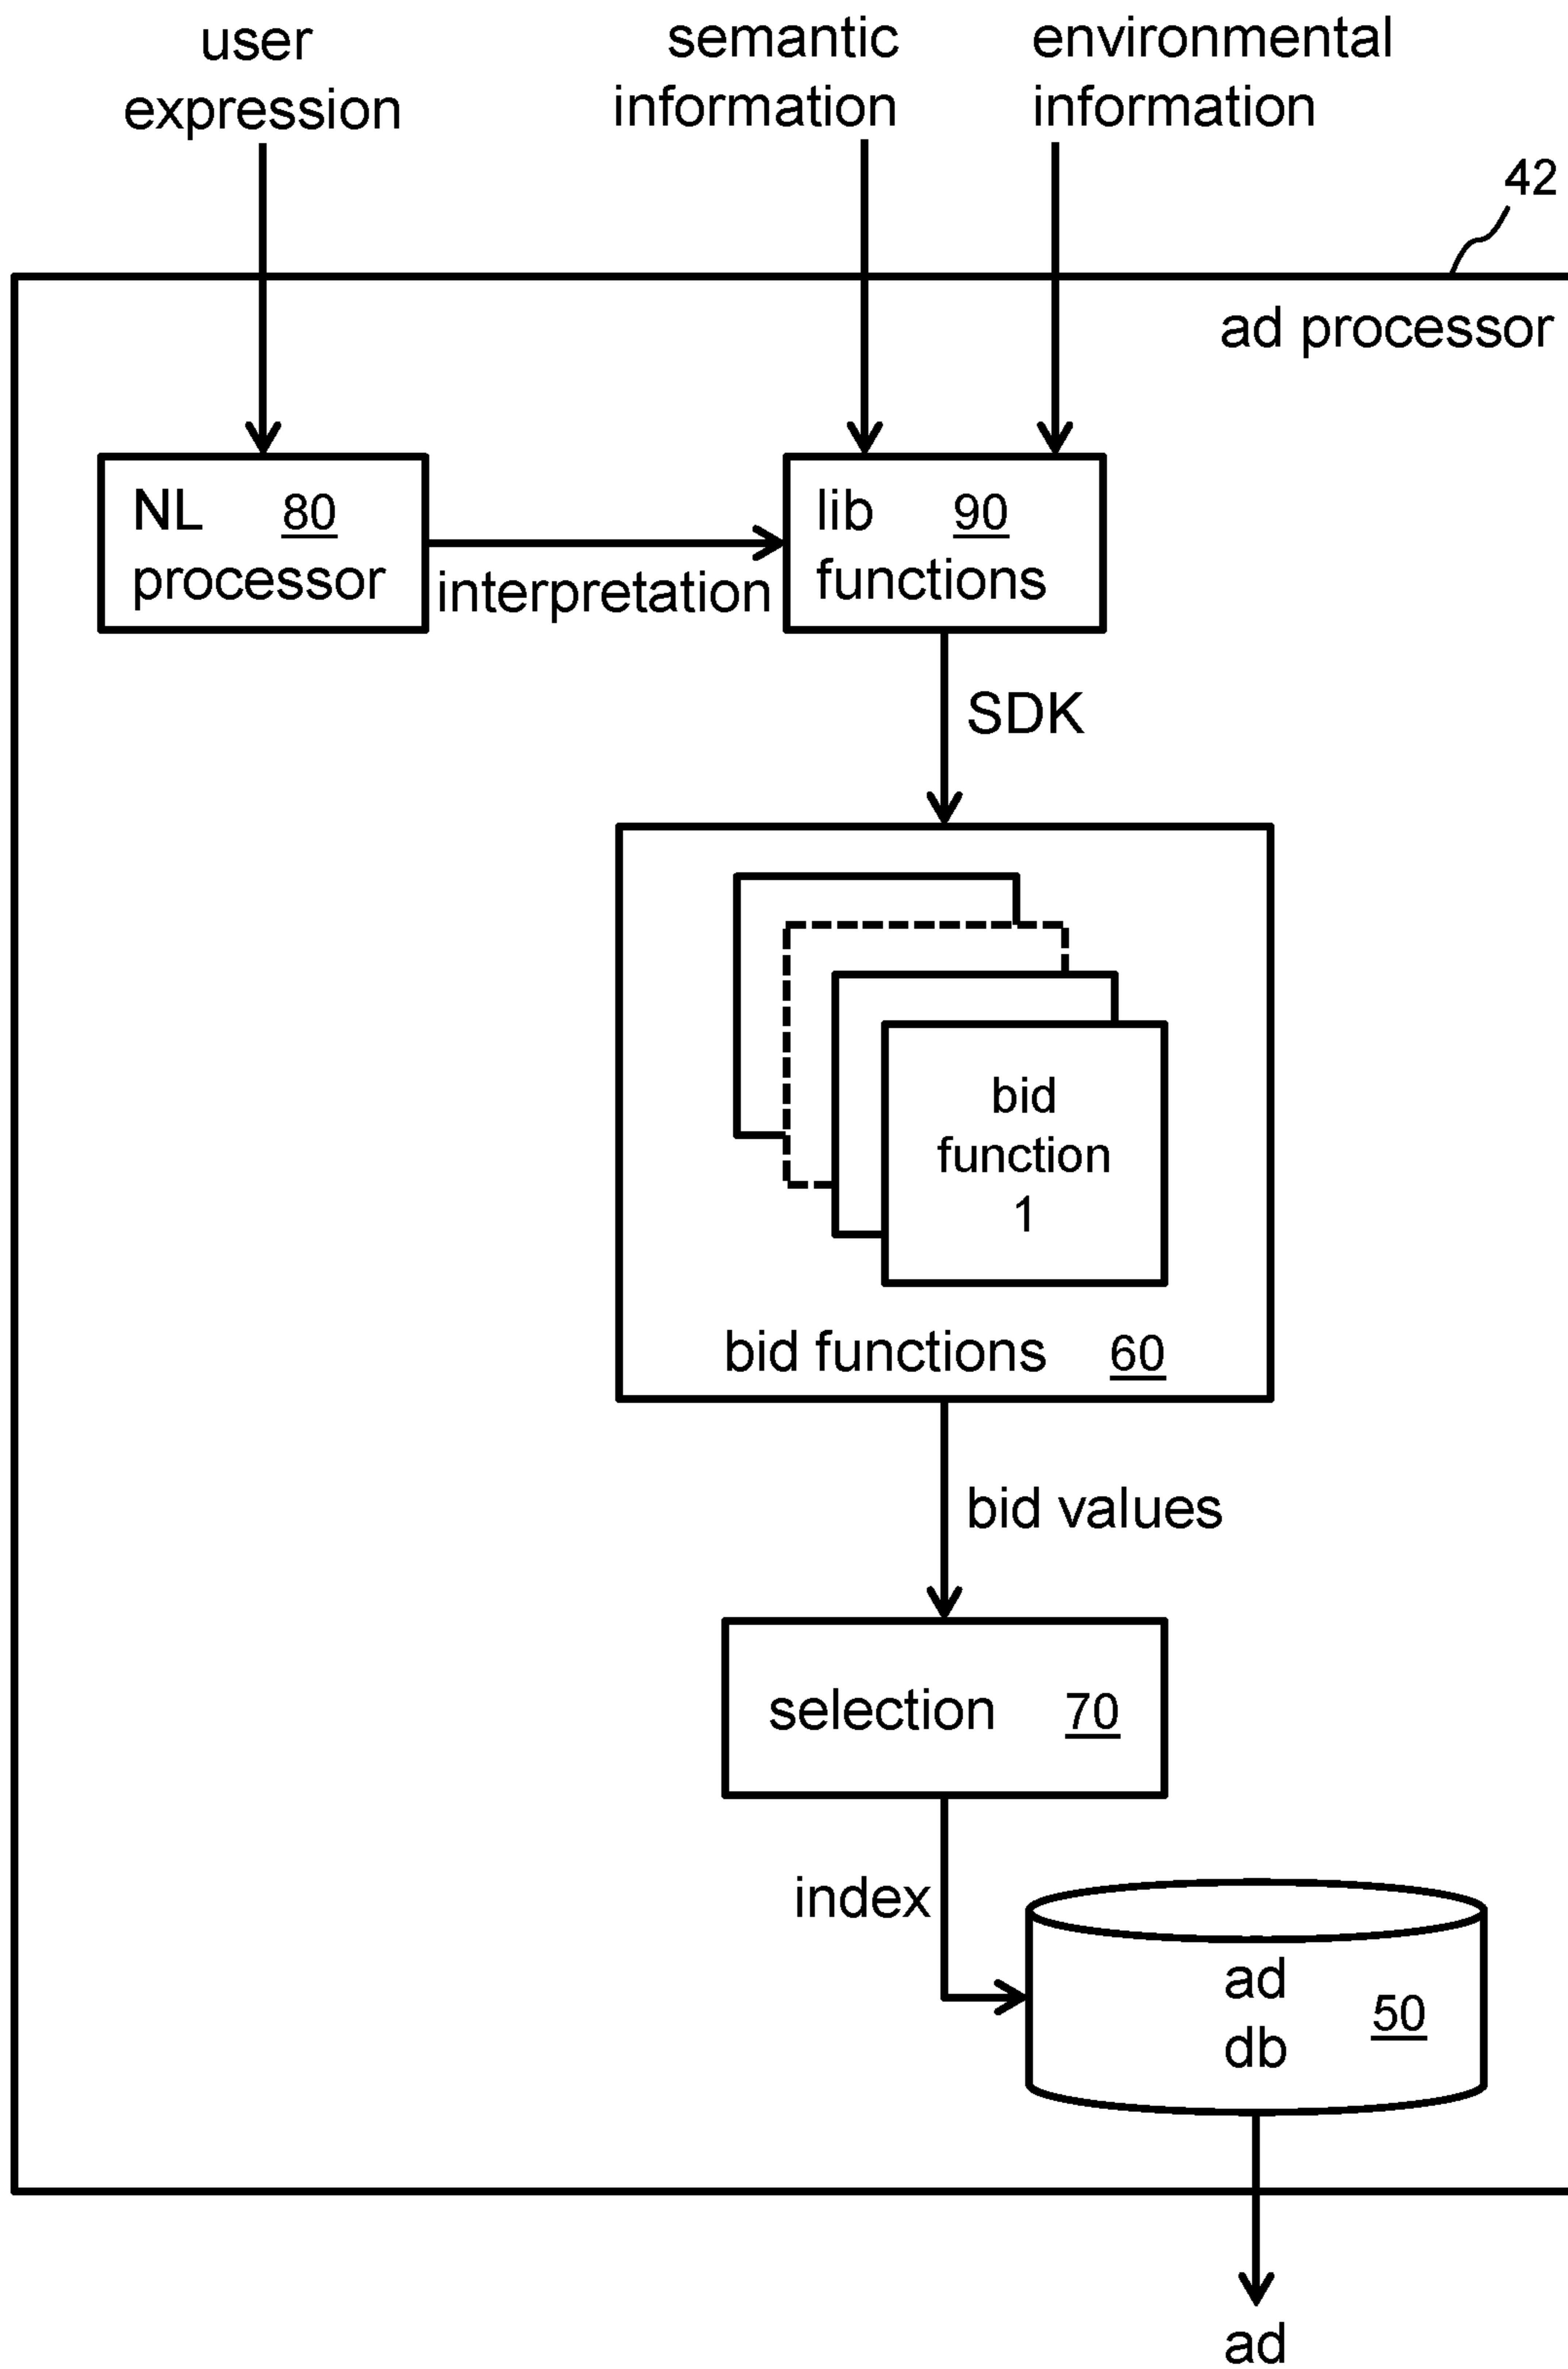 user
expression
semantic
information
environmental
information
42
ad processor
NL 80
processor
interpretation
lib 90
functions
SDK
bid
function
1
bid functions 60
bid values
selection 70
index
ad
db
50
ad